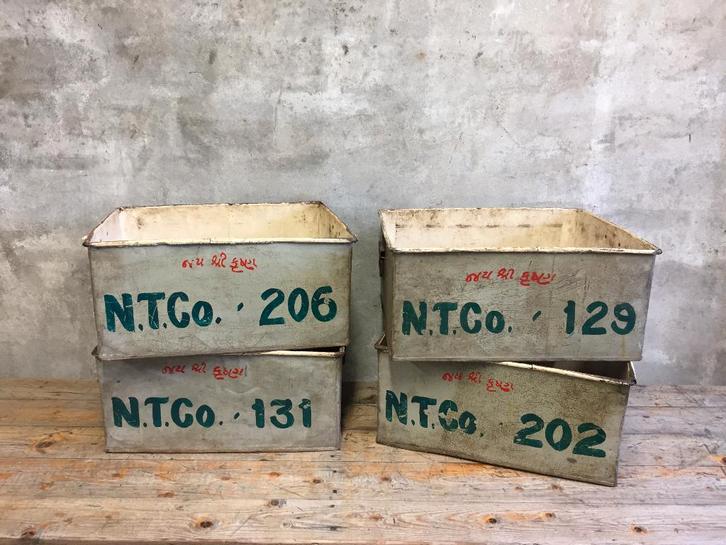 જય શ્રી કૃષ્ણ
N.T.Co. · 206
જય શ્રી કૃષ્ણ
N.T.Co. · 131
જય શ્રી કૃષ્ણ
N.T.Co. · 129
જય શ્રી કૃષ્ણ
N.T.Co. 202